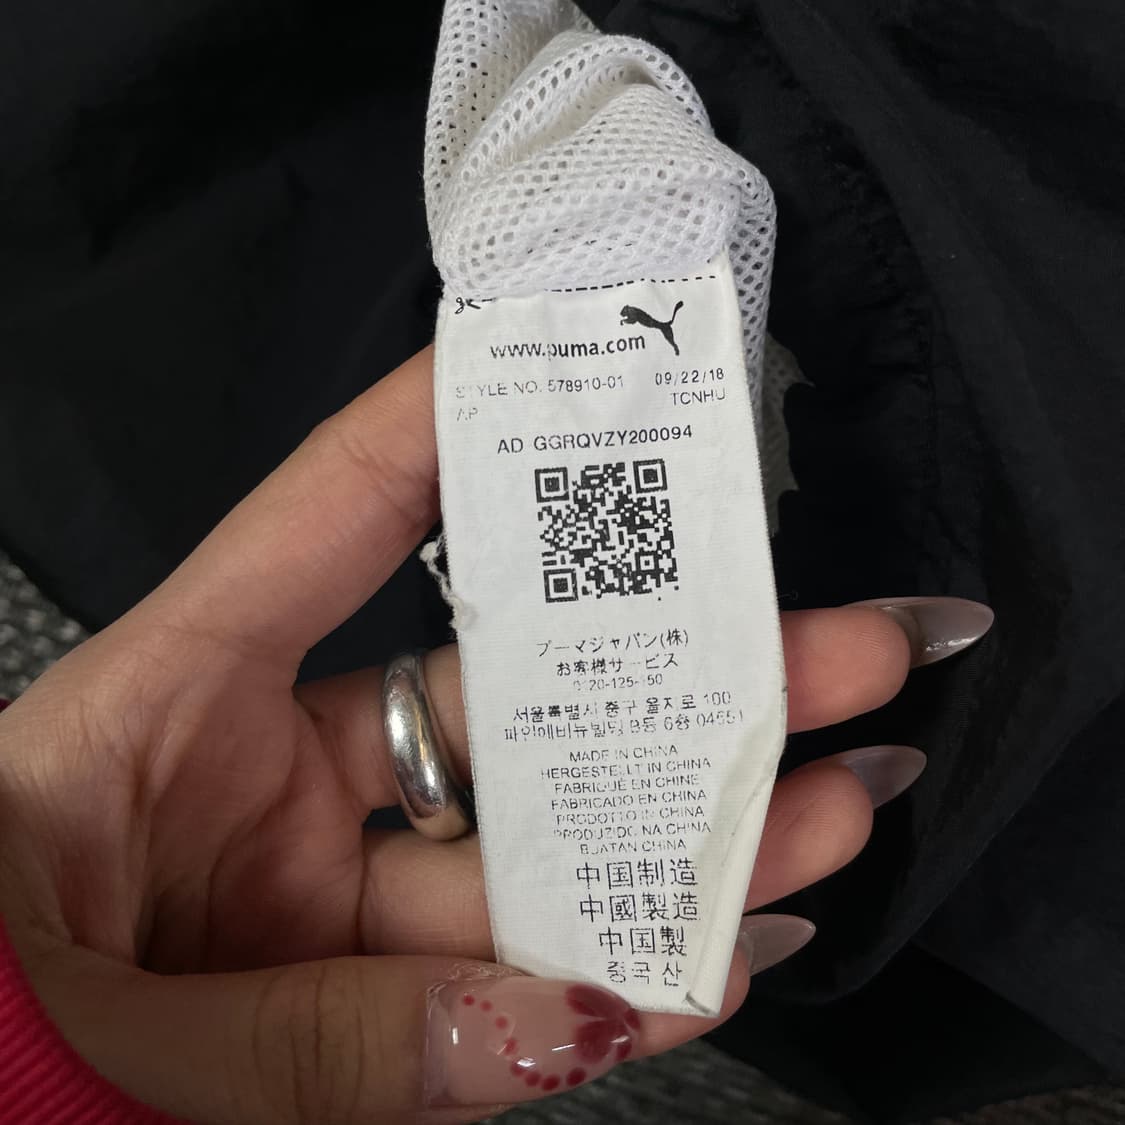 www.puma.com
STYLE NO. 578910-01 09/22/18
AP TCNHU
AD GGRQVZY200094
プーマジャパン(株)
お客様サービス
0120-125-150
서울특별시 중구 을지로 100
파인애비뉴빌딩 B동 6층 04551
MADE IN CHINA
HERGESTELLT IN CHINA
FABRIQUÉ EN CHINE
FABRICADO EN CHINA
PRODOTTO IN CHINA
PRODUZIDO NA CHINA
BUATAN CHINA
中国制造
中國製造
中国製
중국산